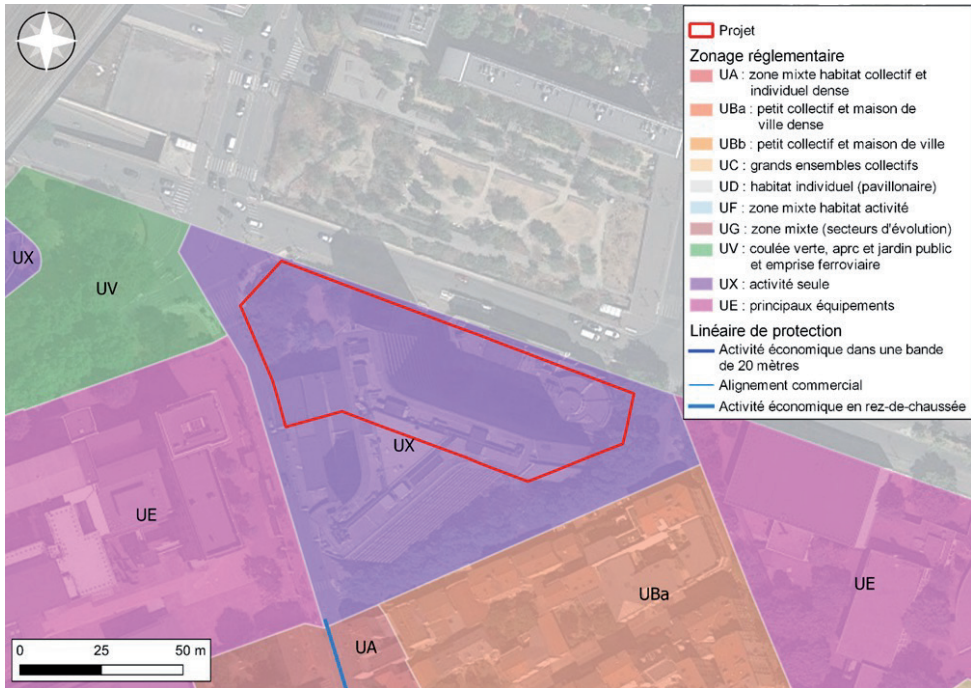 Projet
Zonage réglementaire
UA : zone mixte habitat collectif et
individuel dense
UBa : petit collectif et maison de
ville dense
UBb : petit collectif et maison de ville
UC : grands ensembles collectifs
UD : habitat individuel (pavillonaire)
UF : zone mixte habitat activité
UG : zone mixte (secteurs d'évolution)
UV : coulée verte, aprc et jardin public
et emprise ferroviaire
UX : activité seule
UE : principaux équipements
Linéaire de protection
Activité économique dans une bande
de 20 mètres
Alignement commercial
Activité économique en rez-de-chaussée
UX
UV
UX
UE
UBa
UE
UA
0 25 50 m